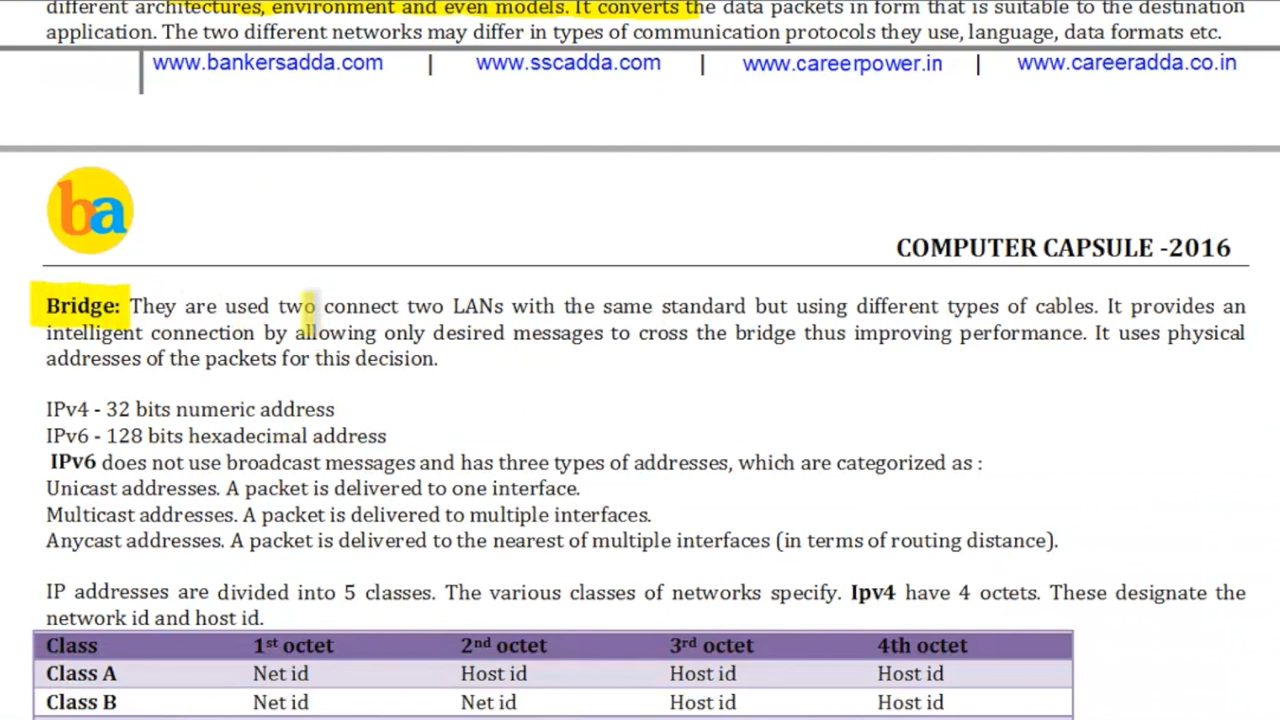 different architectures, environment and even models. It converts the data packets in form that is suitable to the destination
application. The two different networks may differ in types of communication protocols they use, language, data formats etc.
www.bankersadda.com | www.sscadda.com | www.careerpower.in | www.careeradda.co.in
ba
COMPUTER CAPSULE -2016
Bridge: They are used two connect two LANs with the same standard but using different types of cables. It provides an
intelligent connection by allowing only desired messages to cross the bridge thus improving performance. It uses physical
addresses of the packets for this decision.
IPv4 - 32 bits numeric address
IPv6 - 128 bits hexadecimal address
IPv6 does not use broadcast messages and has three types of addresses, which are categorized as :
Unicast addresses. A packet is delivered to one interface.
Multicast addresses. A packet is delivered to multiple interfaces.
Anycast addresses. A packet is delivered to the nearest of multiple interfaces (in terms of routing distance).
IP addresses are divided into 5 classes. The various classes of networks specify. Ipv4 have 4 octets. These designate the
network id and host id.
Class 1st octet 2nd octet 3rd octet 4th octet
Class A Net id Host id Host id Host id
Class B Net id Net id Host id Host id